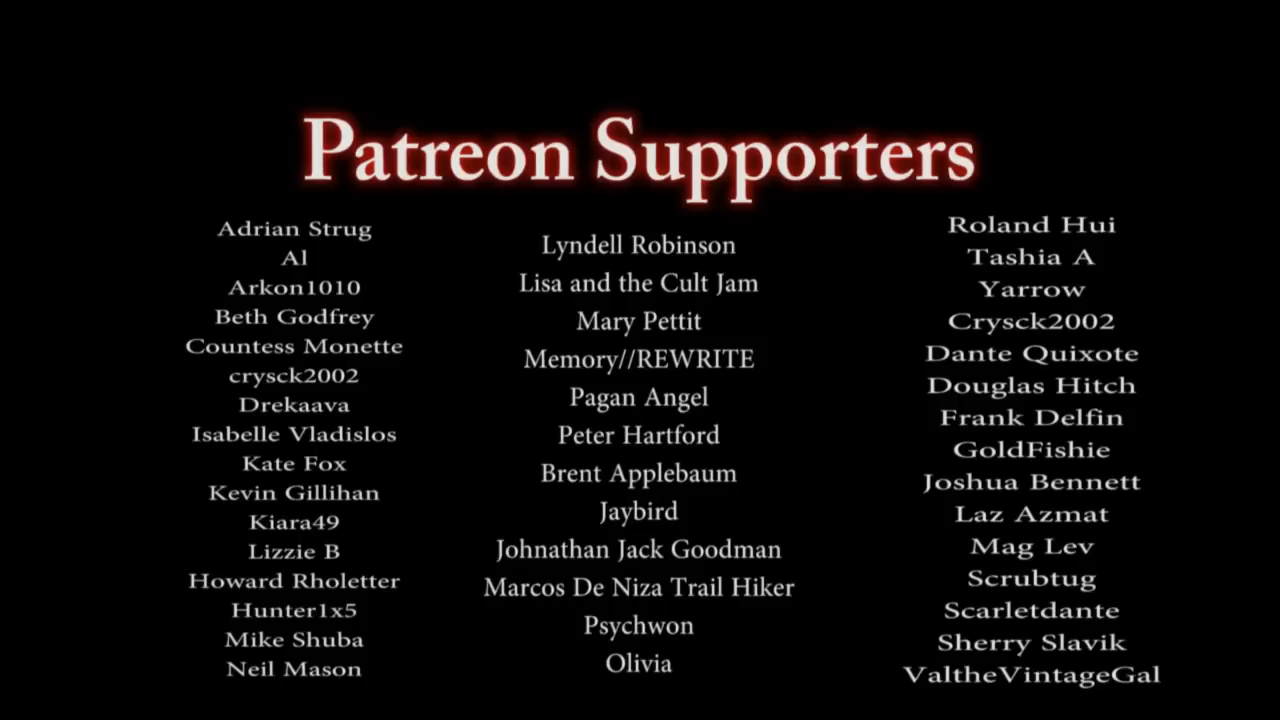 Patreon Supporters
Adrian Strug
Al
Arkon1010
Beth Godfrey
Countess Monette
crysck2002
Drekaava
Isabelle Vladislos
Kate Fox
Kevin Gillihan
Kiara49
Lizzie B
Howard Rholetter
Hunter1x5
Mike Shuba
Neil Mason
Lyndell Robinson
Lisa and the Cult Jam
Mary Pettit
Memory//REWRITE
Pagan Angel
Peter Hartford
Brent Applebaum
Jaybird
Johnathan Jack Goodman
Marcos De Niza Trail Hiker
Psychwon
Olivia
Roland Hui
Tashia A
Yarrow
Crysck2002
Dante Quixote
Douglas Hitch
Frank Delfin
GoldFishie
Joshua Bennett
Laz Azmat
Mag Lev
Scrubtug
Scarletdante
Sherry Slavik
ValtheVintageGal